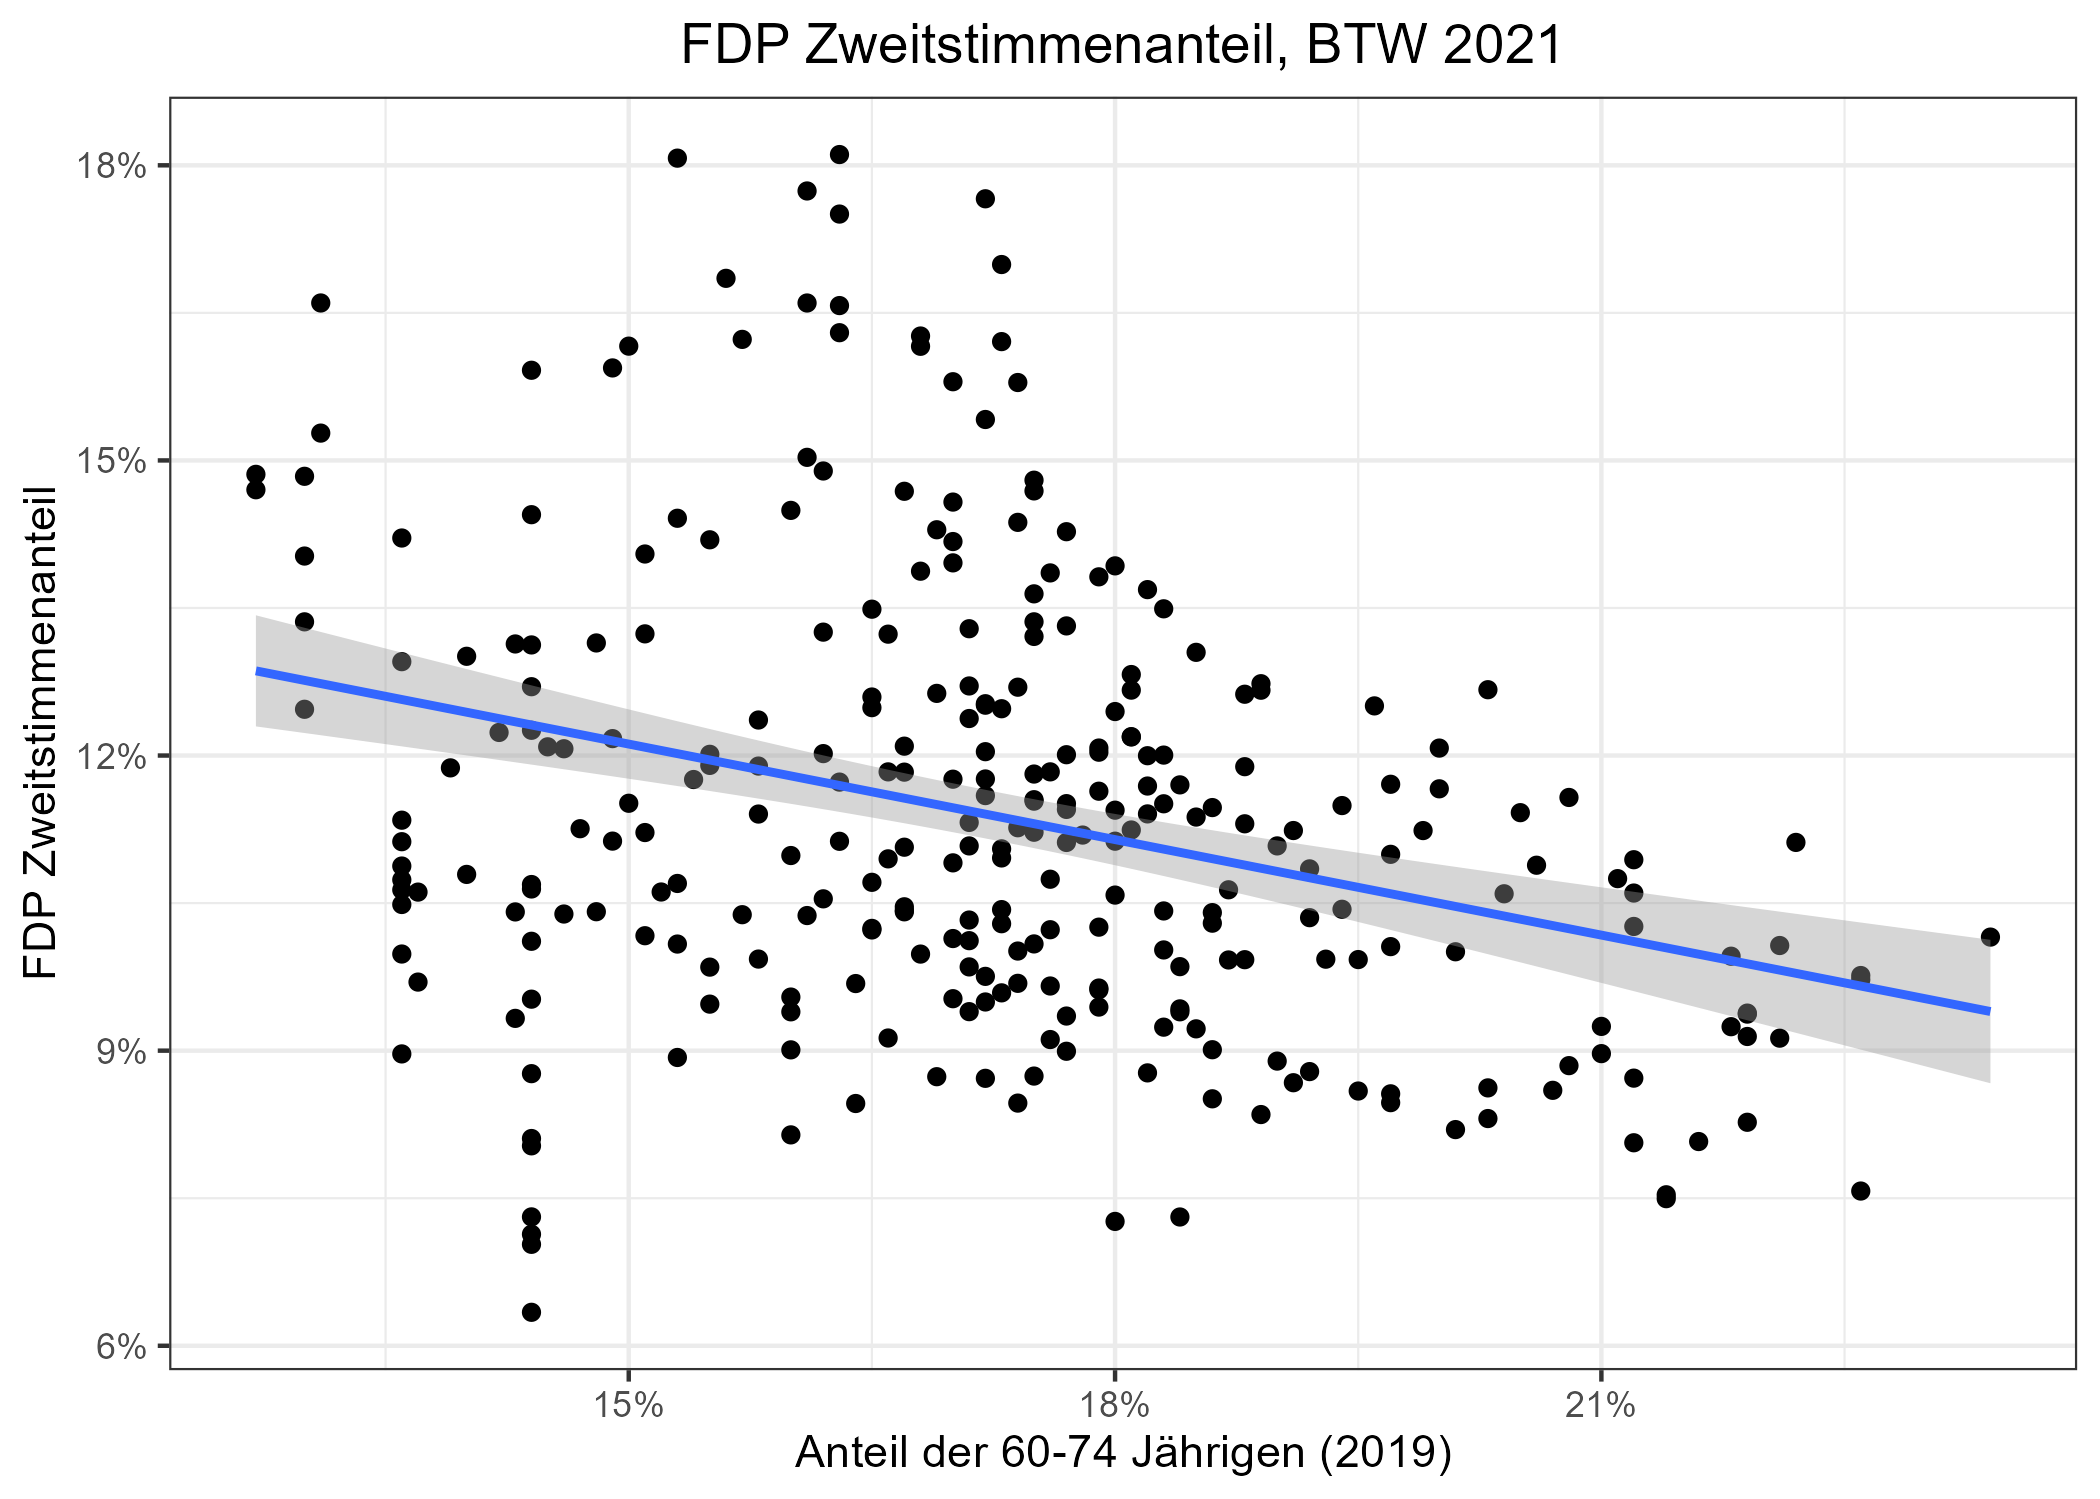 FDP Zweitstimmenanteil, BTW 2021
FDP Zweitstimmenanteil
18%
15%
12%
9%
6%
15% 18% 21%
Anteil der 60-74 Jährigen (2019)